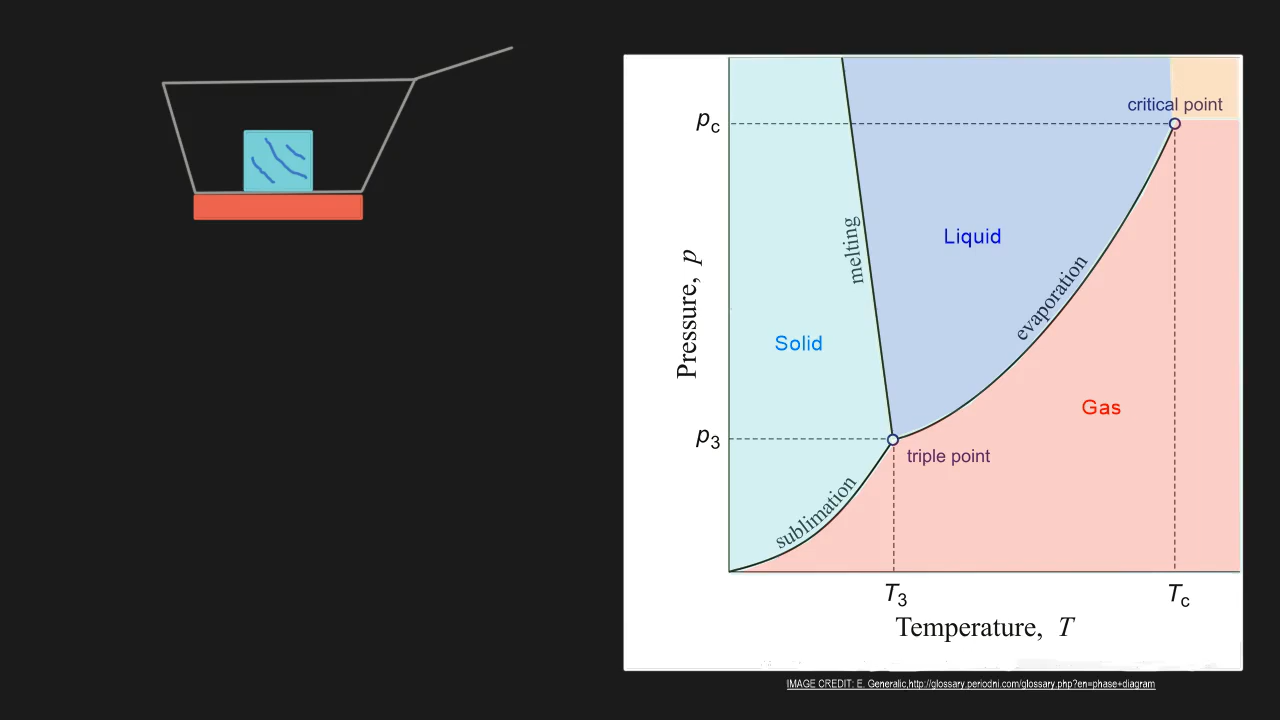 critical point
pc
melting
Liquid
evaporation
Pressure, p
Solid
Gas
p3
triple point
sublimation
T3
Tc
Temperature, T
IMAGE CREDIT: E. Generalic,http://glossary.periodni.com/glossary.php?en=phase+diagram